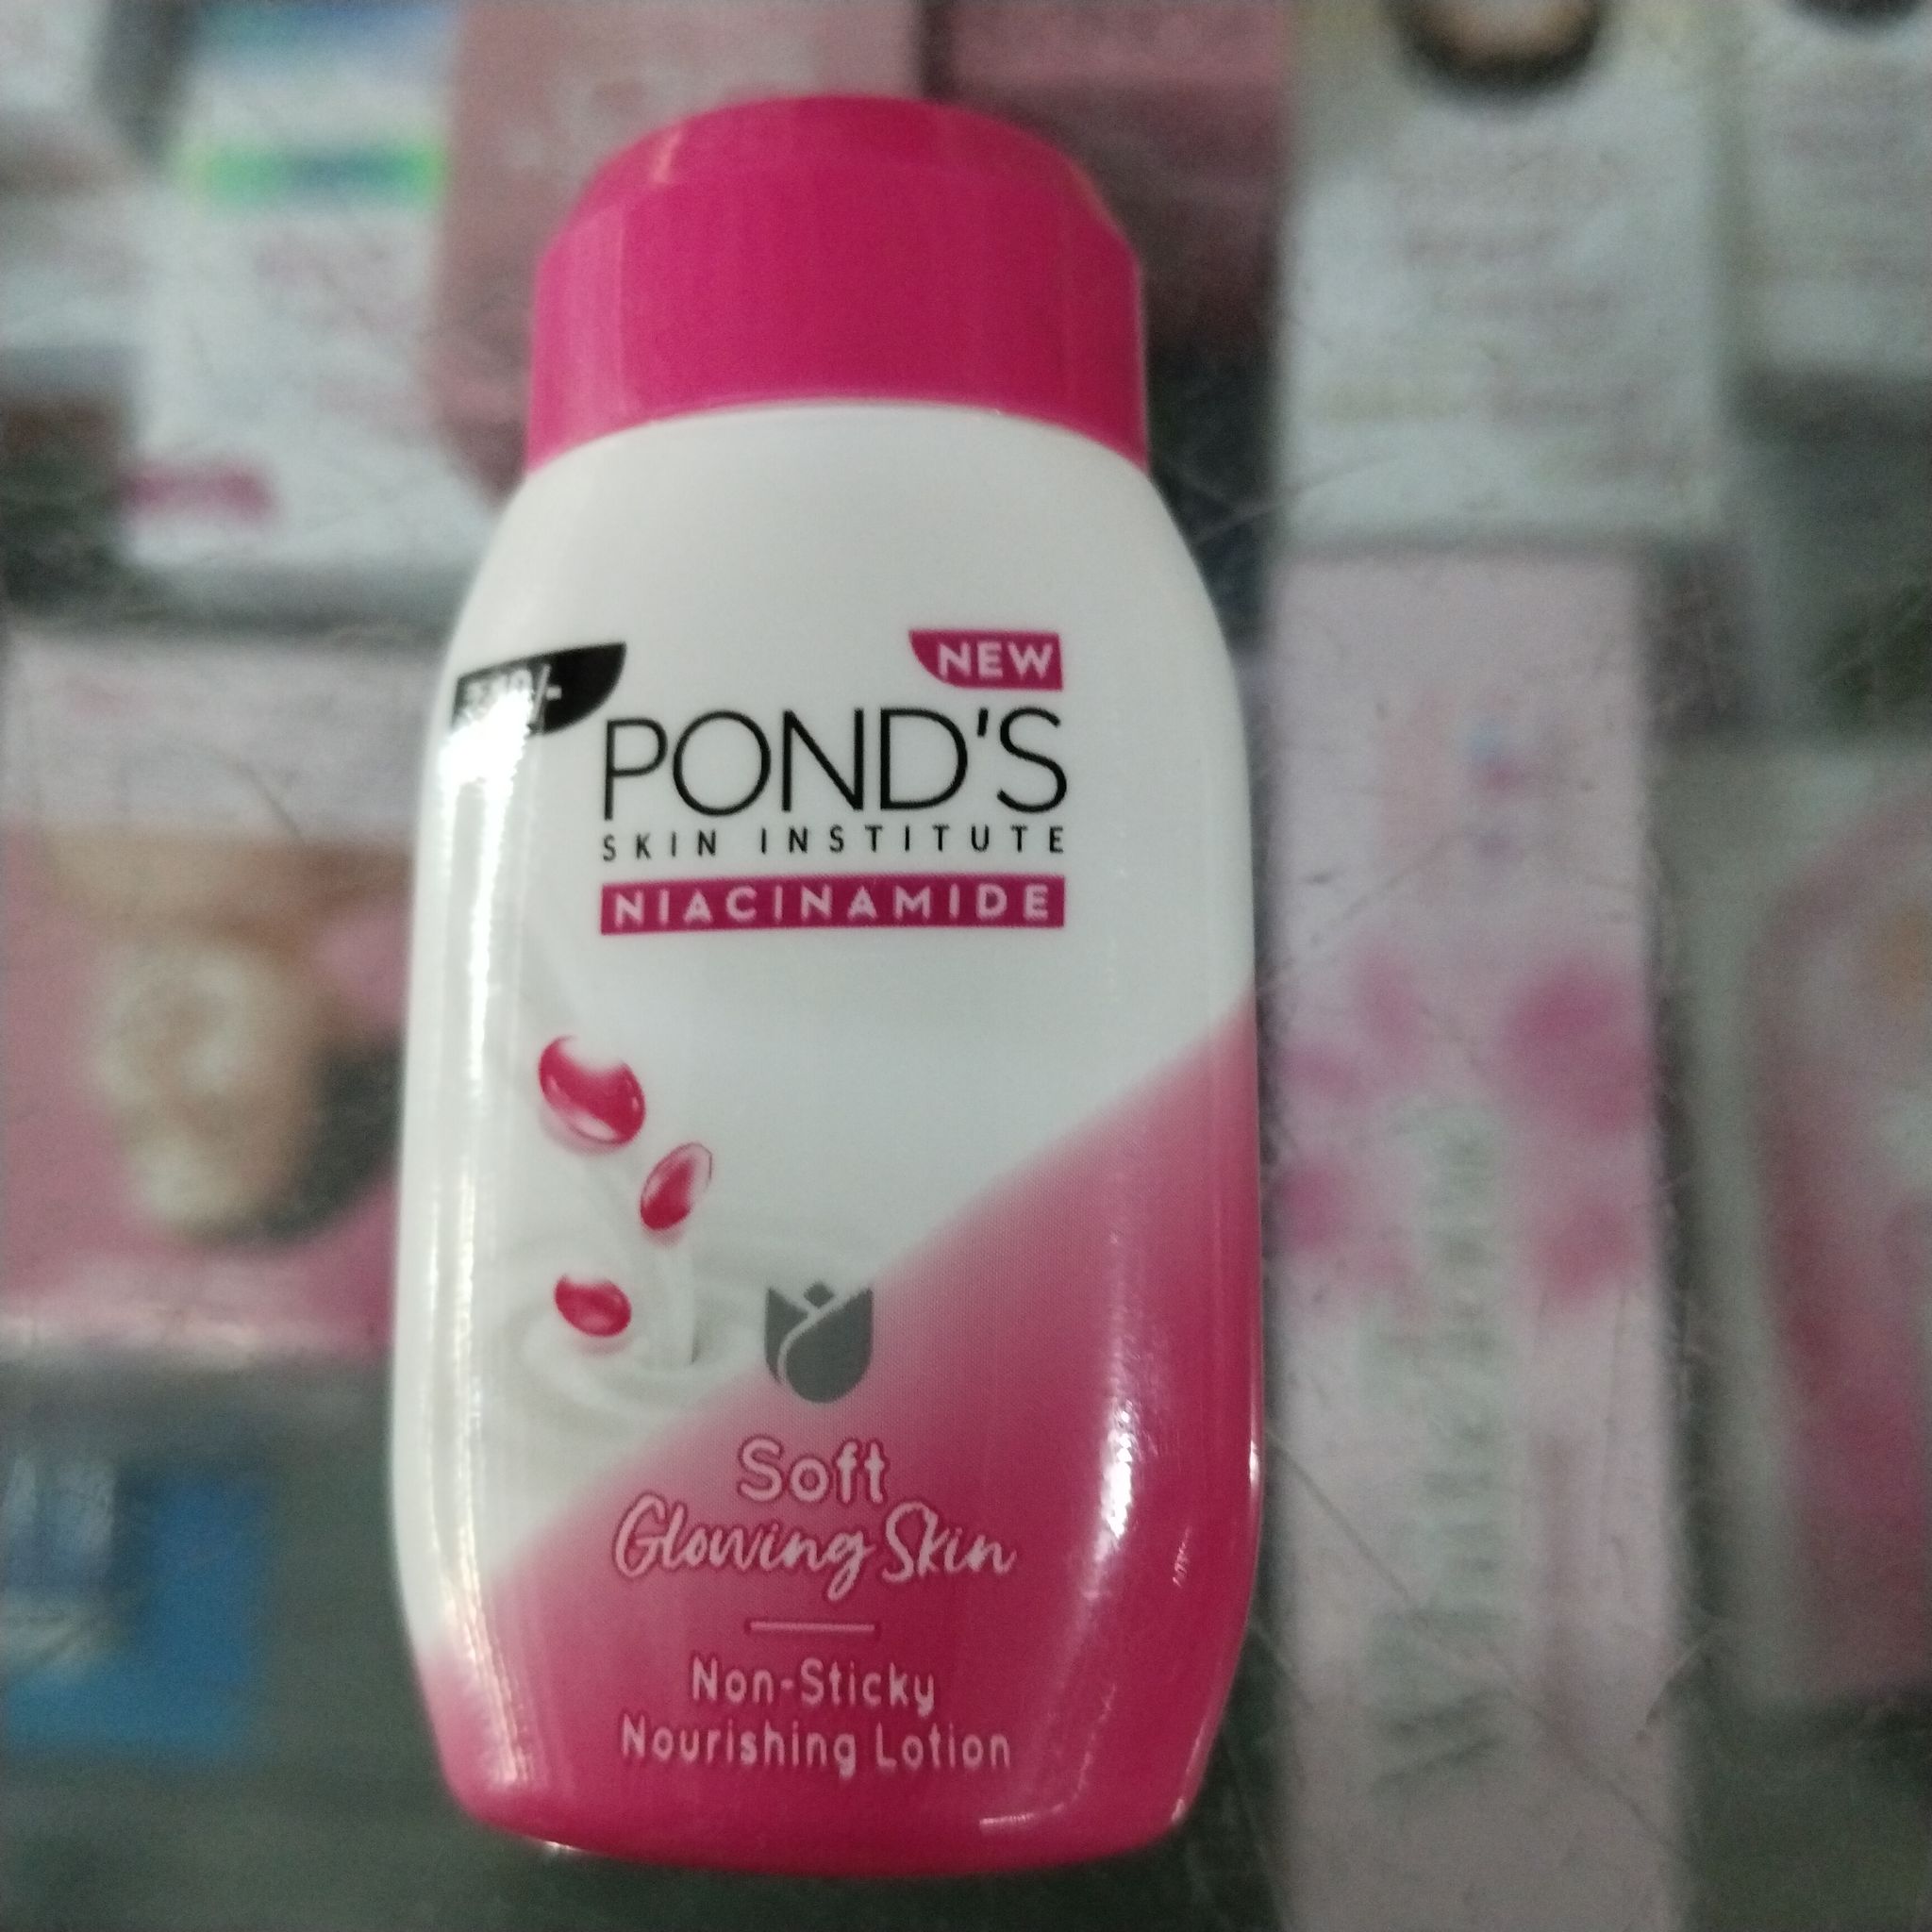 NEW
POND'S
SKIN INSTITUTE
NIACINAMIDE
Soft
Glowing Skin
Non-Sticky
Nourishing Lotion